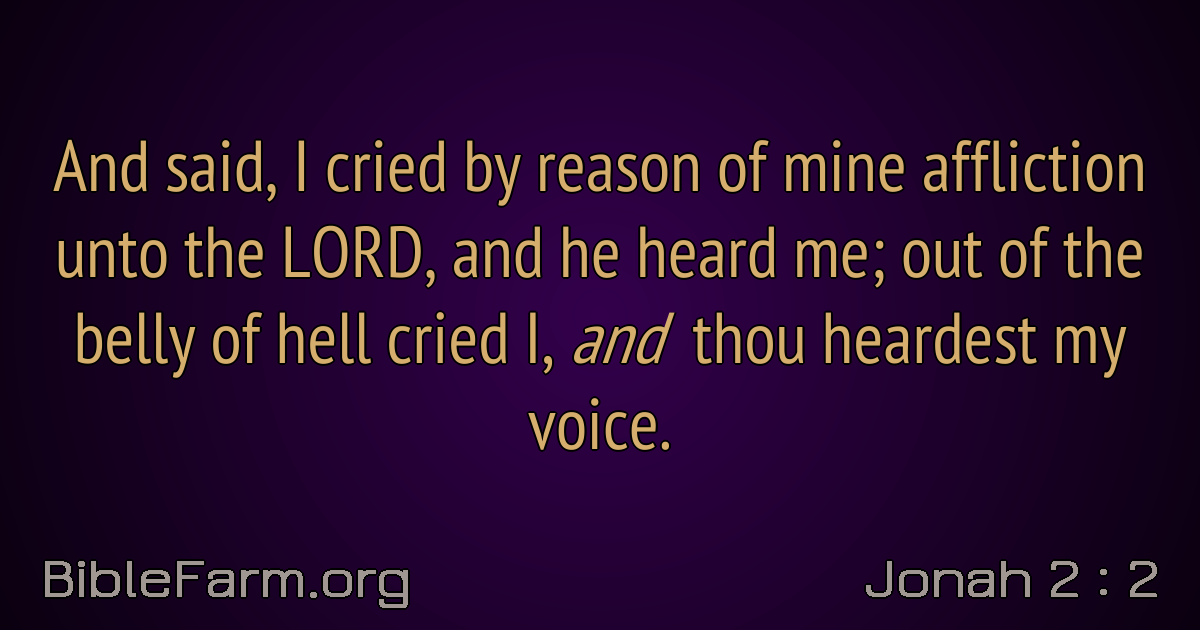 And said, I cried by reason of mine affliction
unto the LORD, and he heard me; out of the
belly of hell cried I, and thou heardest my
voice.
BibleFarm.org
Jonah 2 : 2